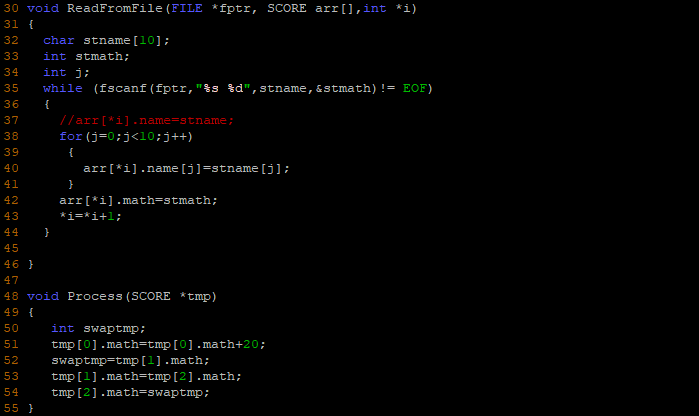 30 void ReadFromFile(FILE *fptr, SCORE arr[],int *i)
31 {
32   char stname[10];
33   int stmath;
34   int j;
35   while (fscanf(fptr,"%s %d",stname,&stmath)!= EOF)
36   {
37     //arr[*i].name=stname;
38     for(j=0;j<10;j++)
39      {
40        arr[*i].name[j]=stname[j];
41      }
42     arr[*i].math=stmath;
43     *i=*i+1;
44   }
45
46 }
47
48 void Process(SCORE *tmp)
49 {
50    int swaptmp;
51    tmp[0].math=tmp[0].math+20;
52    swaptmp=tmp[1].math;
53    tmp[1].math=tmp[2].math;
54    tmp[2].math=swaptmp;
55 }